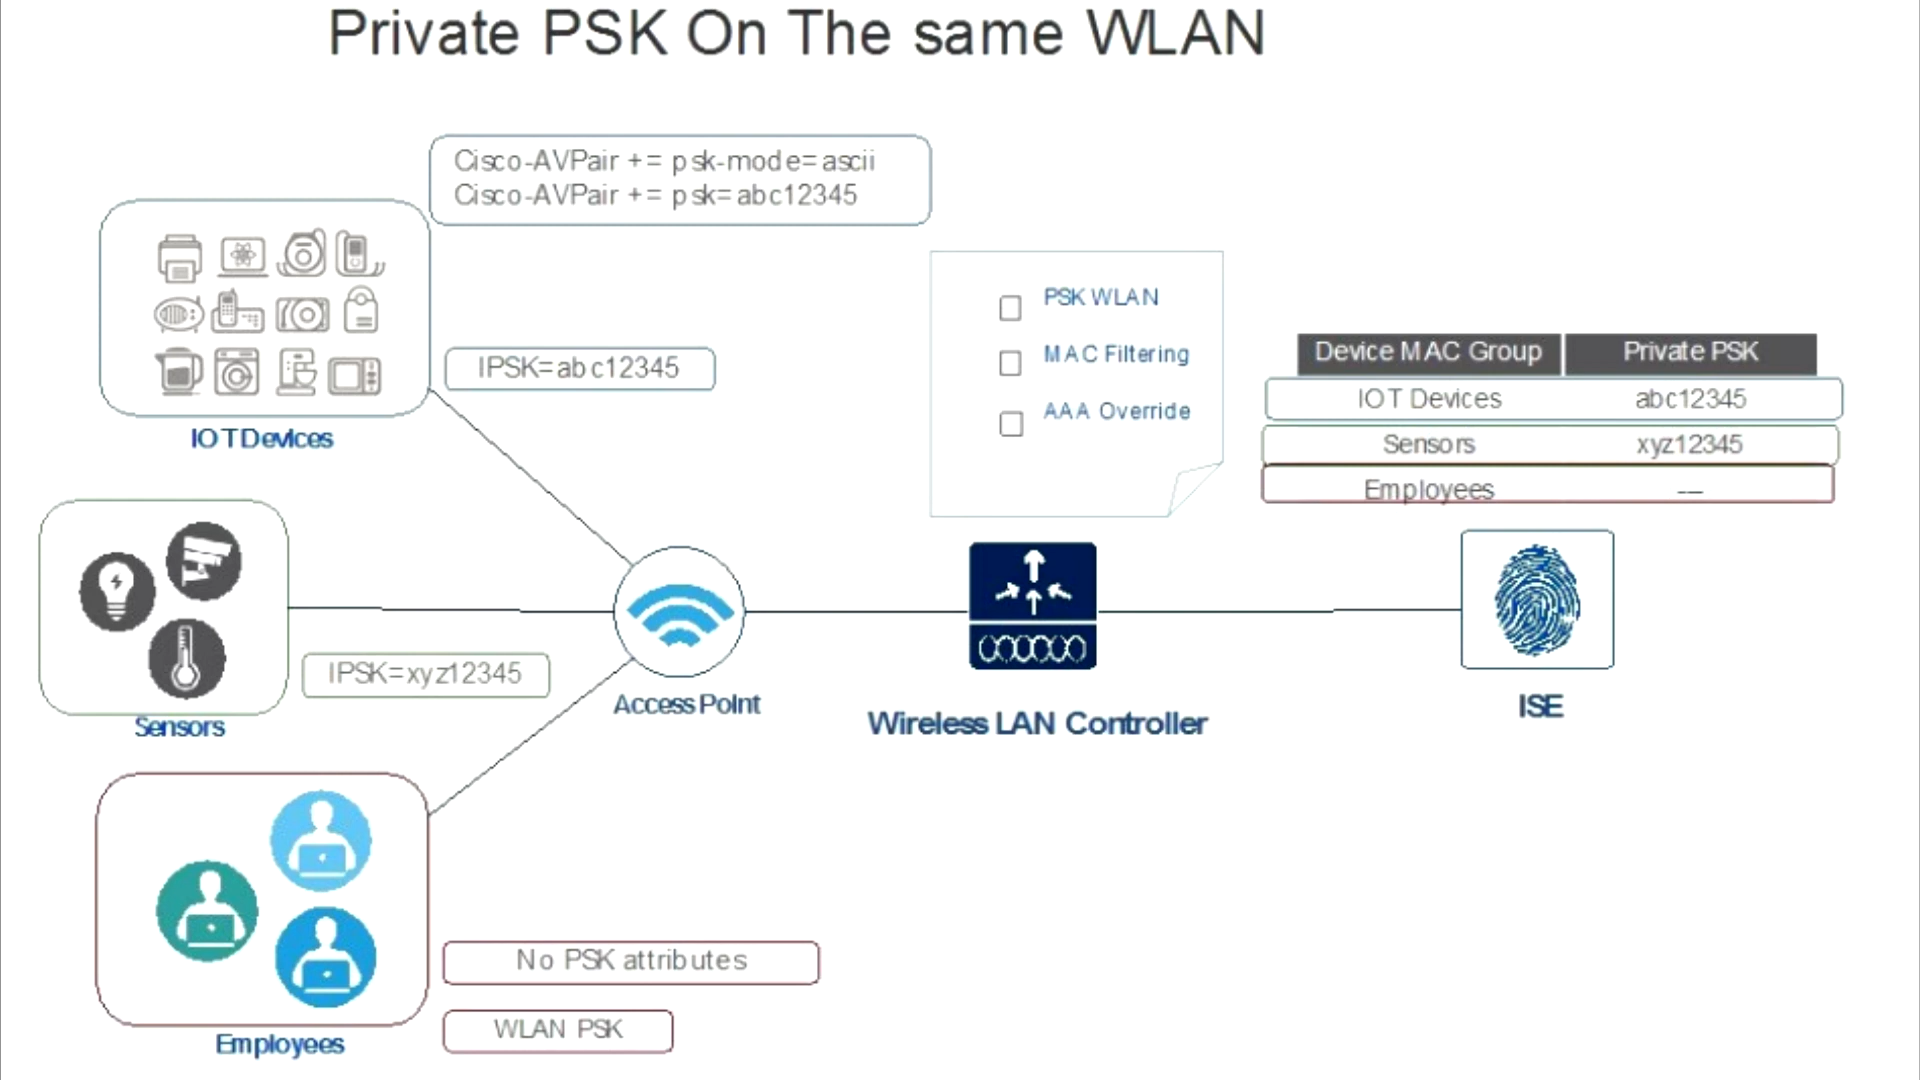 Private PSK On The same WLAN
Cisco-AVPair += psk-mode=ascii
Cisco-AVPair += psk=abc12345
IPSK=abc12345
IOT Devices
PSK WLAN
MAC Filtering
AAA Override
Device MAC Group Private PSK
IOT Devices abc12345
Sensors xyz12345
Employees ---
IPSK=xyz12345
Sensors
Access Point
Wireless LAN Controller
ISE
No PSK attributes
WLAN PSK
Employees